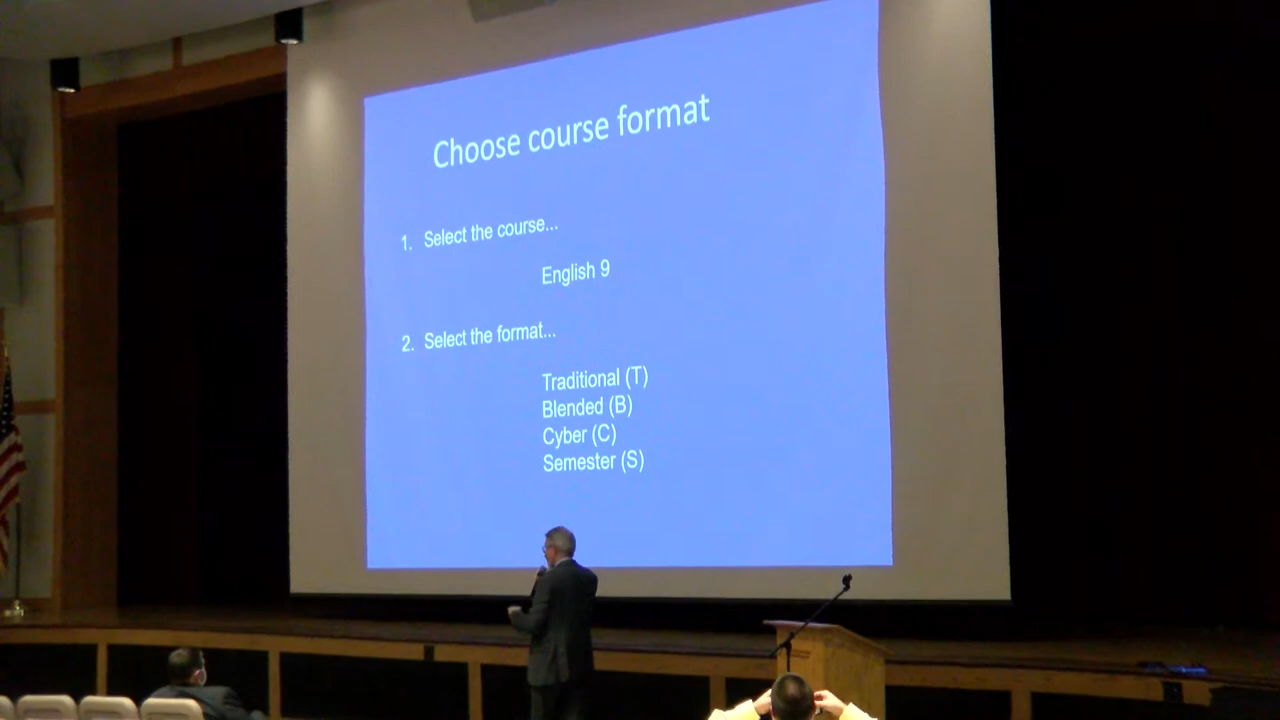 Choose course format
1. Select the course...
English 9
2. Select the format...
Traditional (T)
Blended (B)
Cyber (C)
Semester (S)